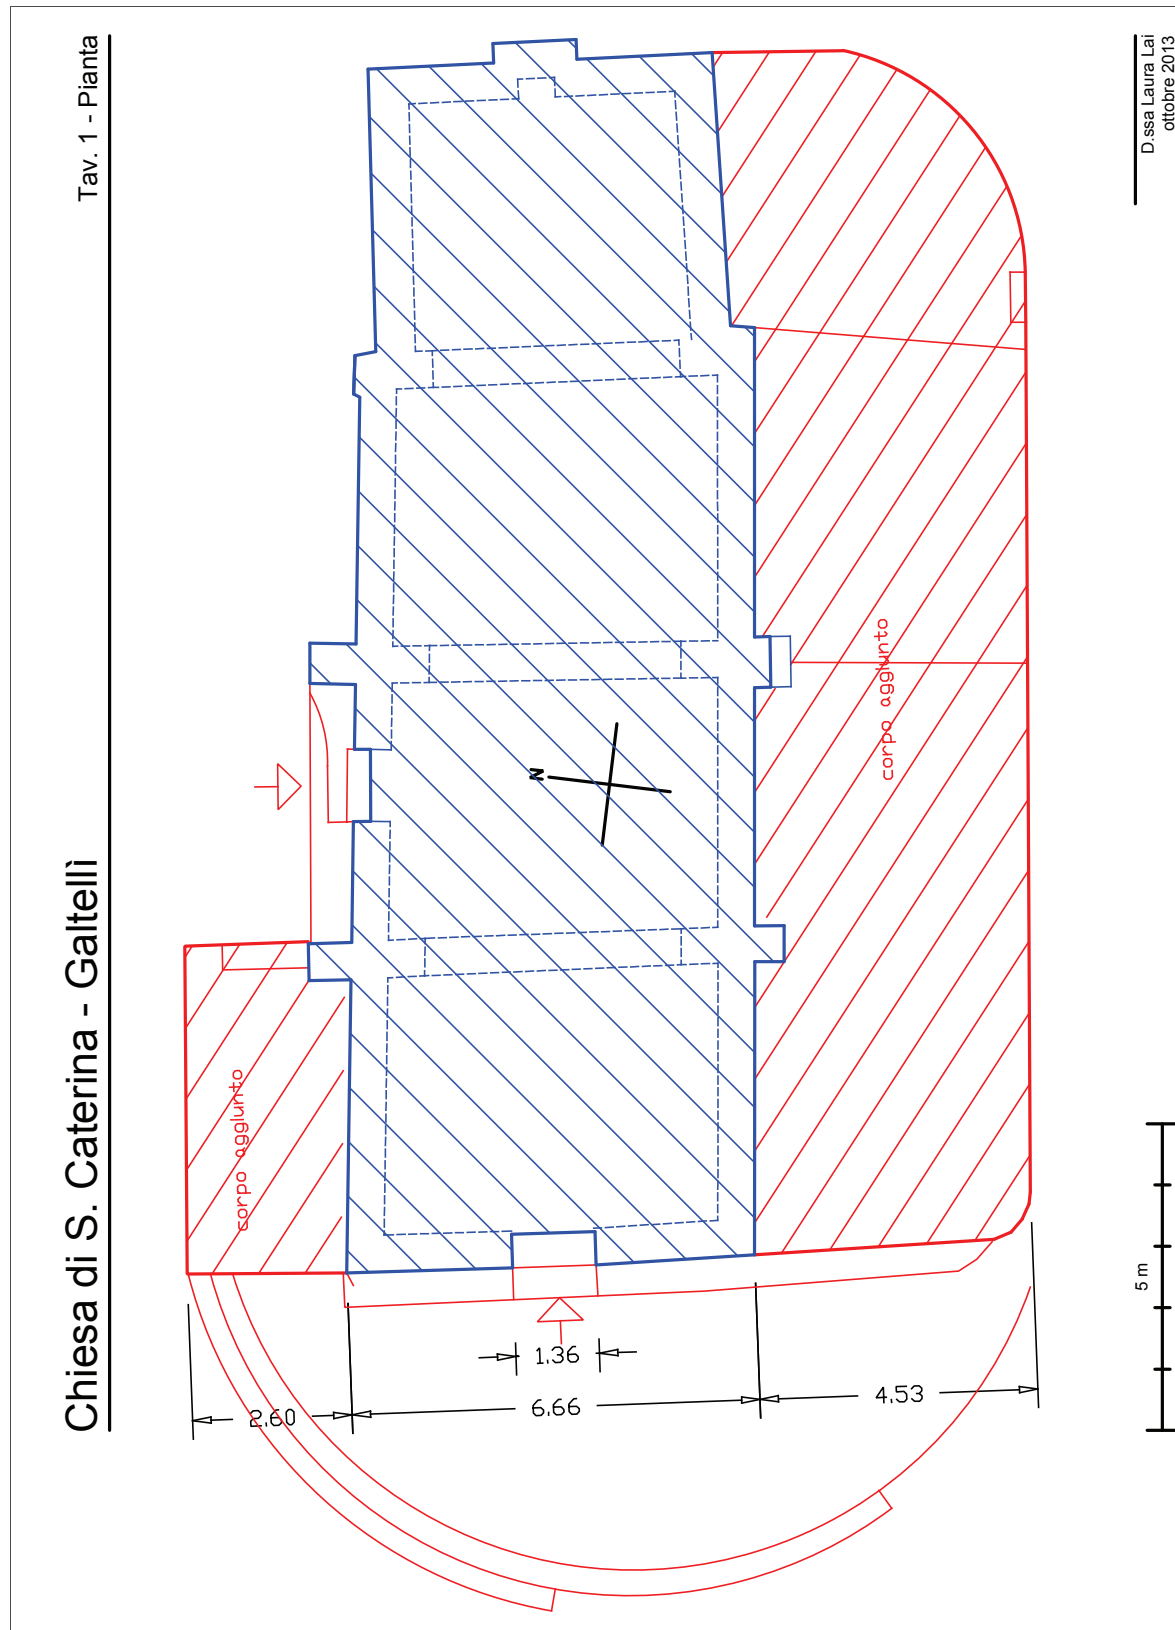 Chiesa di S. Caterina - Galtellì
Tav. 1 - Pianta
D.ssa Laura Lai
ottobre 2013
corpo aggiunto
corpo aggiunto
N
1.36
2.60
6.66
4.53
5 m